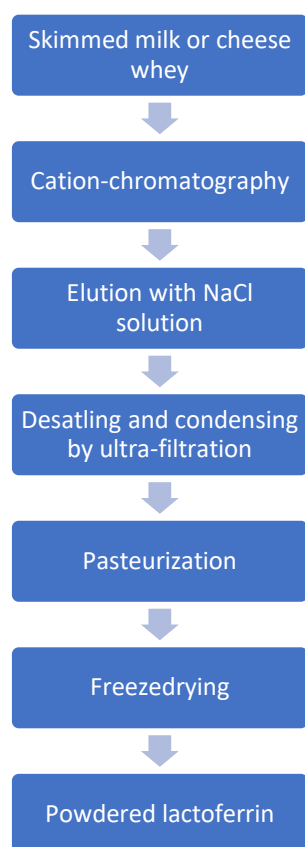 Skimmed milk or cheese
whey
Cation-chromatography
Elution with NaCl
solution
Desatling and condensing
by ultra-filtration
Pasteurization
Freezedrying
Powdered lactoferrin